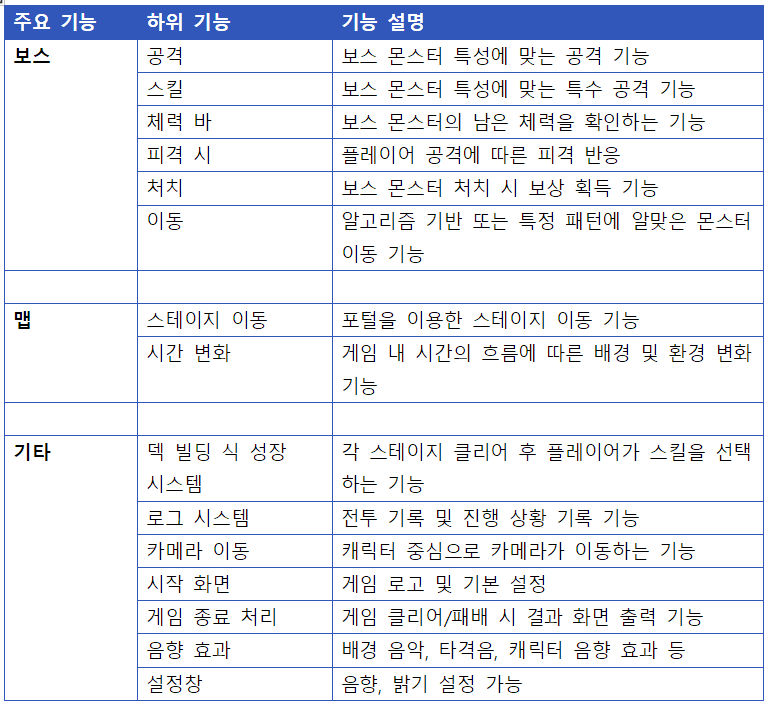 주요 기능 하위 기능 기능 설명
보스 공격 보스 몬스터 특성에 맞는 공격 기능
스킬 보스 몬스터 특성에 맞는 특수 공격 기능
체력 바 보스 몬스터의 남은 체력을 확인하는 기능
피격 시 플레이어 공격에 따른 피격 반응
처치 보스 몬스터 처치 시 보상 획득 기능
이동 알고리즘 기반 또는 특정 패턴에 알맞은 몬스터
이동 기능
맵 스테이지 이동 포털을 이용한 스테이지 이동 기능
시간 변화 게임 내 시간의 흐름에 따른 배경 및 환경 변화
기능
기타 덱 빌딩 식 성장 각 스테이지 클리어 후 플레이어가 스킬을 선택
시스템 하는 기능
로그 시스템 전투 기록 및 진행 상황 기록 기능
카메라 이동 캐릭터 중심으로 카메라가 이동하는 기능
시작 화면 게임 로고 및 기본 설정
게임 종료 처리 게임 클리어/패배 시 결과 화면 출력 기능
음향 효과 배경 음악, 타격음, 캐릭터 음향 효과 등
설정창 음향, 밝기 설정 가능